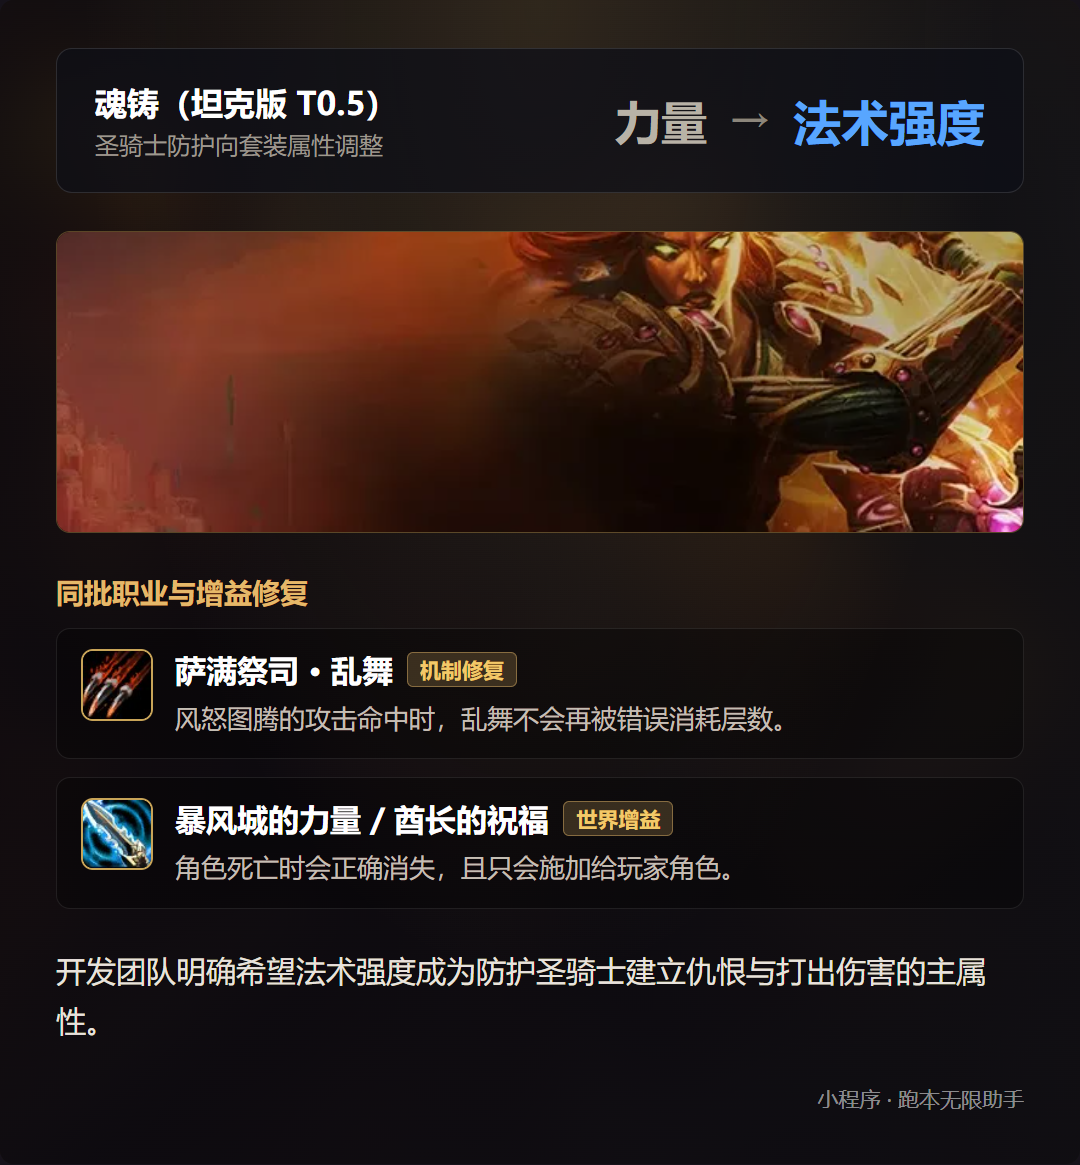 魂铸（坦克版 T0.5）
圣骑士防护向套装属性调整
力量 → 法术强度
同批职业与增益修复
萨满祭司 • 乱舞 机制修复
风怒图腾的攻击命中时，乱舞不会再被错误消耗层数。
暴风城的力量 / 酋长的祝福 世界增益
角色死亡时会正确消失，且只会施加给玩家角色。
开发团队明确希望法术强度成为防护圣骑士建立仇恨与打出伤害的主属
性。
小程序 · 跑本无限助手